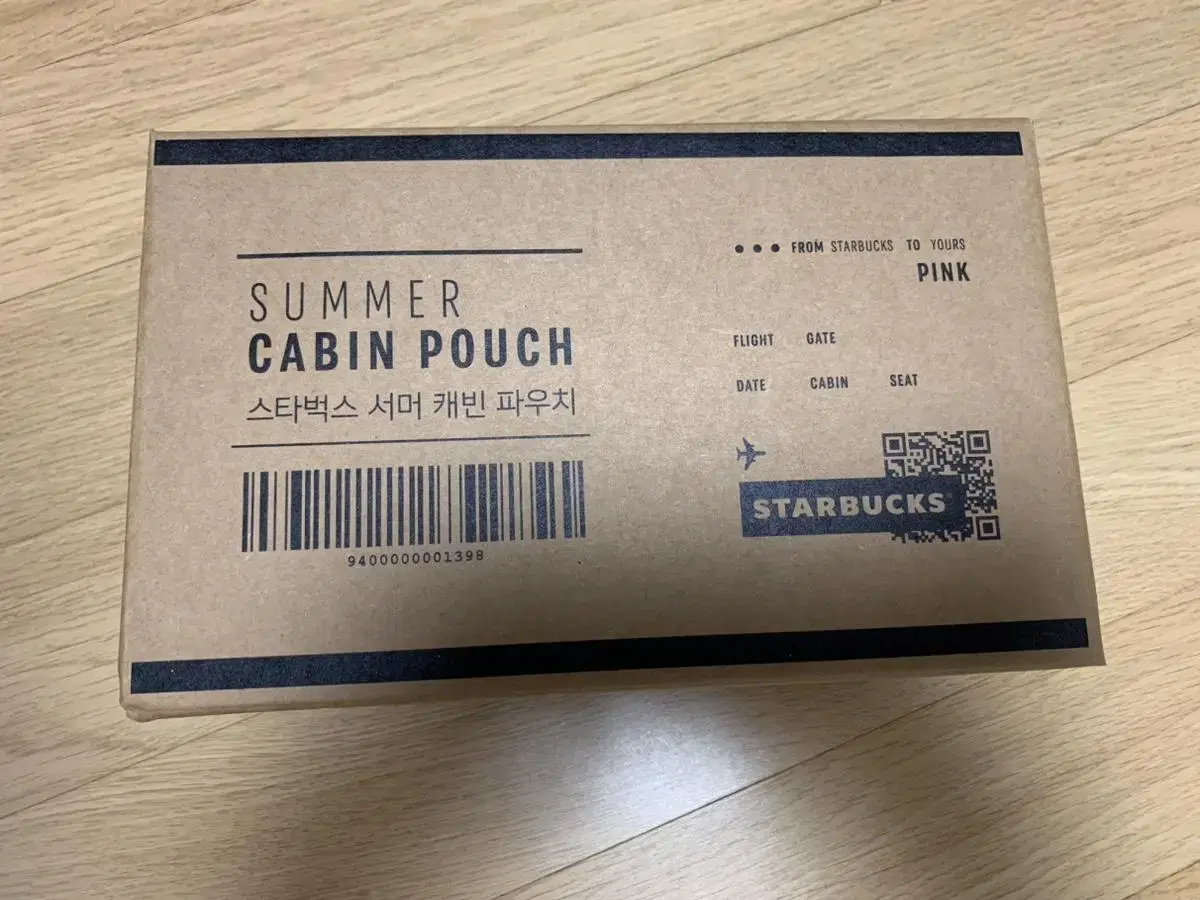 SUMMER
CABIN POUCH
스타벅스 서머 캐빈 파우치
9400000001398
FROM STARBUCKS TO YOURS
PINK
FLIGHT GATE
DATE CABIN SEAT
STARBUCKS